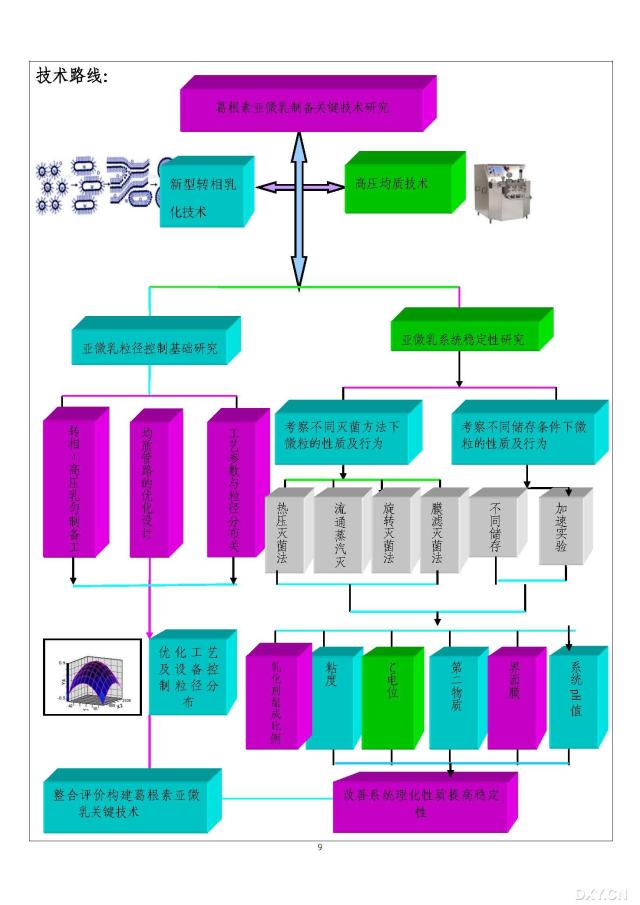 技术路线:
葛根素亚微乳制备关键技术研究
新型转相乳
化技术
高压均质技术
亚微乳粒径控制基础研究
亚微乳系统稳定性研究
转相-高压乳匀制备工
均质管路的优化设计
工艺参数与粒径分布关
考察不同灭菌方法下
微粒的性质及行为
考察不同储存条件下微
粒的性质及行为
热压灭菌法
流通蒸汽灭
旋转灭菌法
膜滤灭菌法
不同储存
加速实验
优化工艺
及设备控
制粒径分
布
乳化剂组成比例
粘度
ζ电位
第二物质
界面膜
系统pH值
整合评价构建葛根素亚微
乳关键技术
改善系统理化性质提高稳定
性
9
DXY.CN